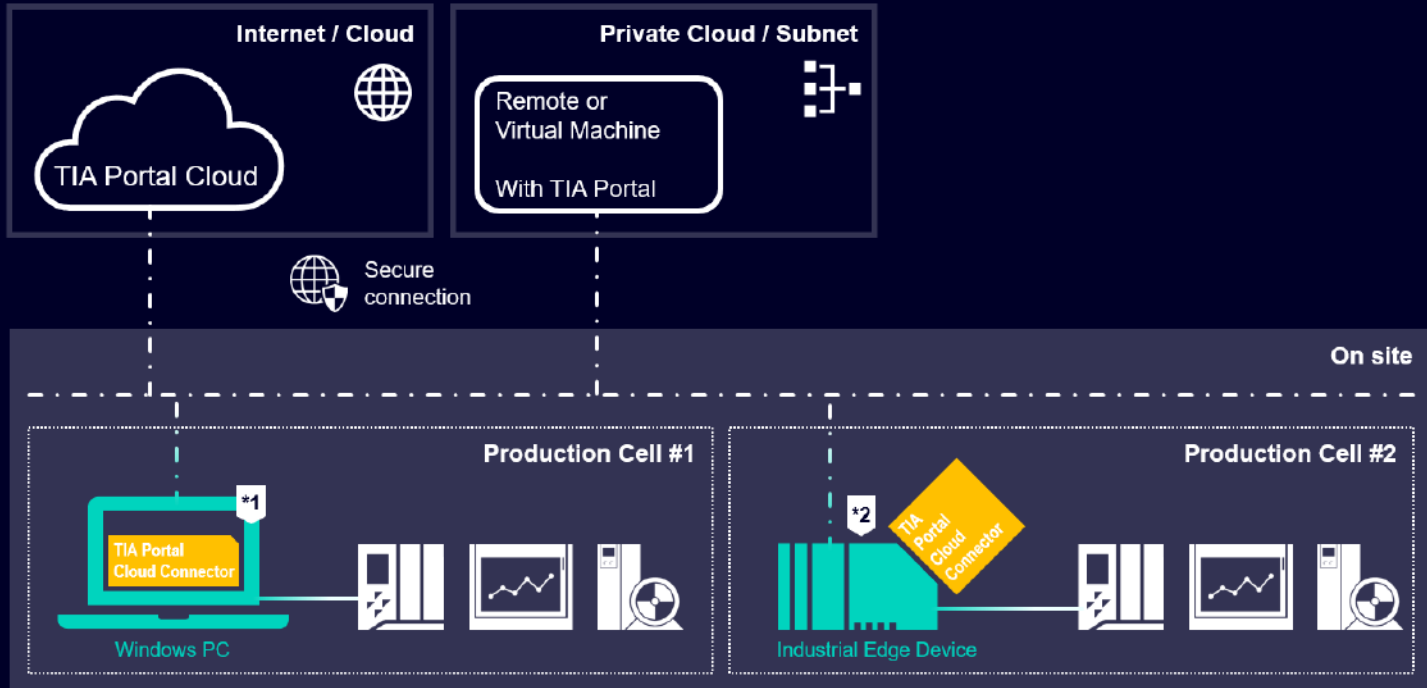 Internet / Cloud
TIA Portal Cloud
Private Cloud / Subnet
Remote or
Virtual Machine
With TIA Portal
Secure
connection
On site
Production Cell #1
*1
TIA Portal
Cloud Connector
Windows PC
Production Cell #2
*2
TIA
Portal
Cloud
Connector
Industrial Edge Device